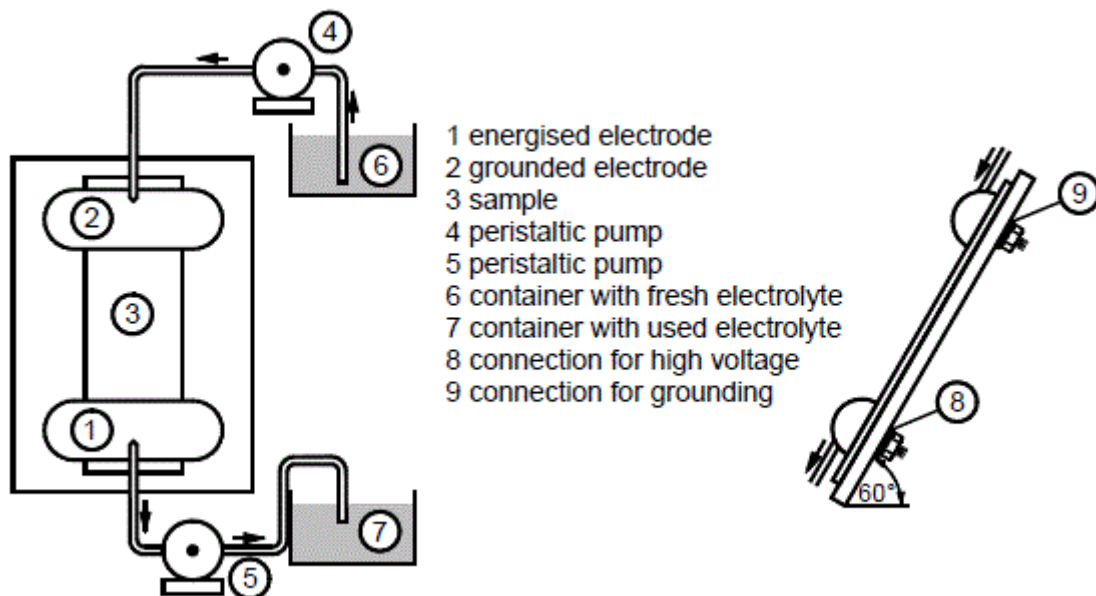 4
6
2
3
1
5
7
1 energised electrode
2 grounded electrode
3 sample
4 peristaltic pump
5 peristaltic pump
6 container with fresh electrolyte
7 container with used electrolyte
8 connection for high voltage
9 connection for grounding
9
8
60°